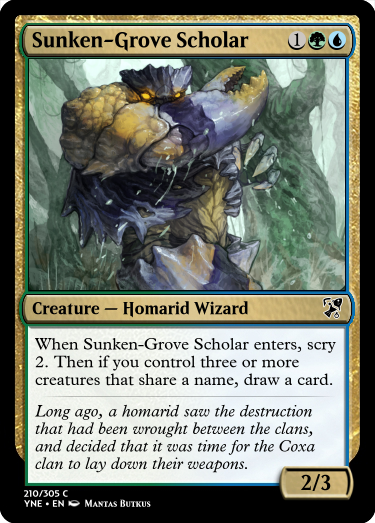 Sunken-Grove Scholar 1
Creature — Homarid Wizard
When Sunken-Grove Scholar enters, scry
2. Then if you control three or more
creatures that share a name, draw a card.
Long ago, a homarid saw the destruction
that had been wrought between the clans,
and decided that it was time for the Coxa
clan to lay down their weapons.
2/3
210/305 C
YNE • EN Mantas Butkus